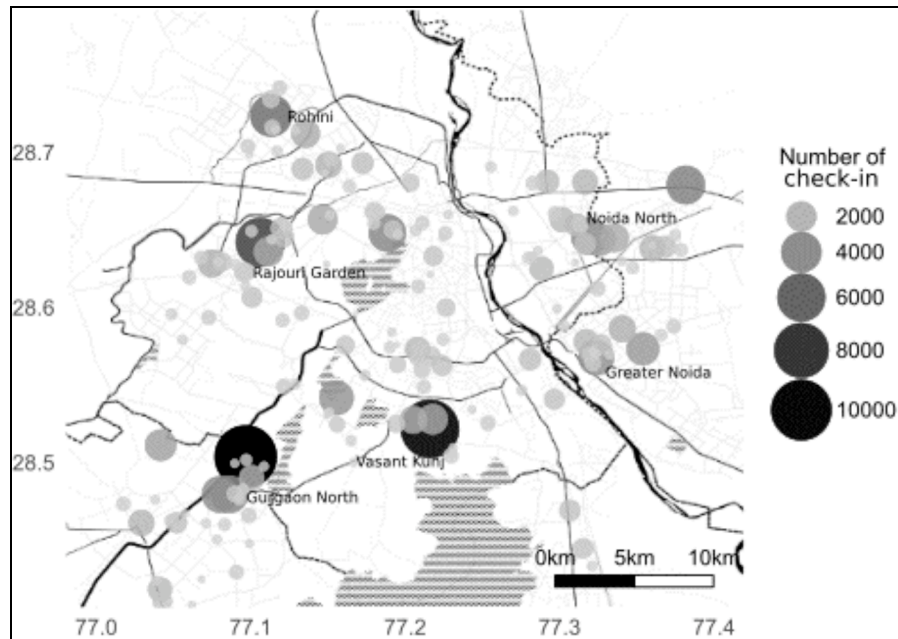 Number of
check-in
2000
4000
6000
8000
10000
28.7
28.6
28.5
Rohini
Noida North
Rajouri Garden
Greater Noida
Vasant Kunj
Gurgaon North
0km 5km 10km
77.0 77.1 77.2 77.3 77.4